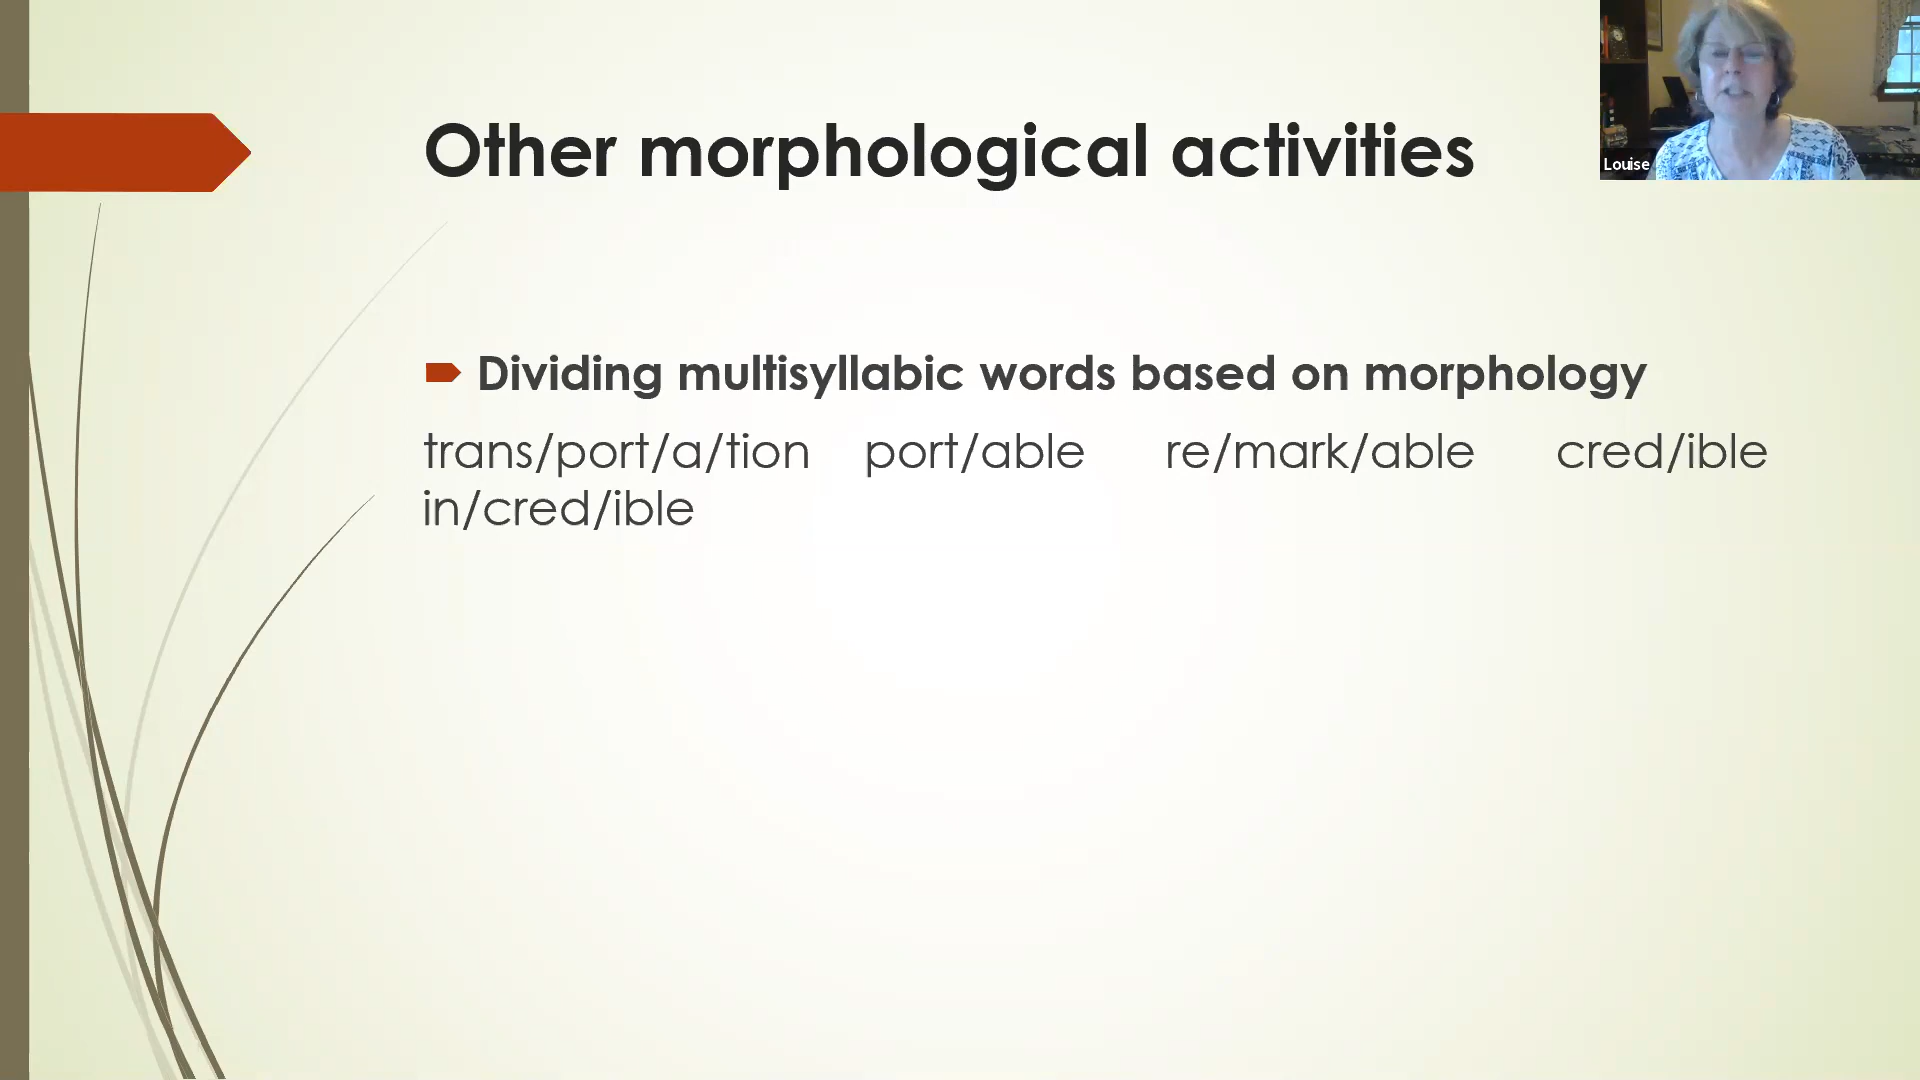 Other morphological activities
Louise
Dividing multisyllabic words based on morphology
trans/port/a/tion port/able re/mark/able cred/ible
in/cred/ible